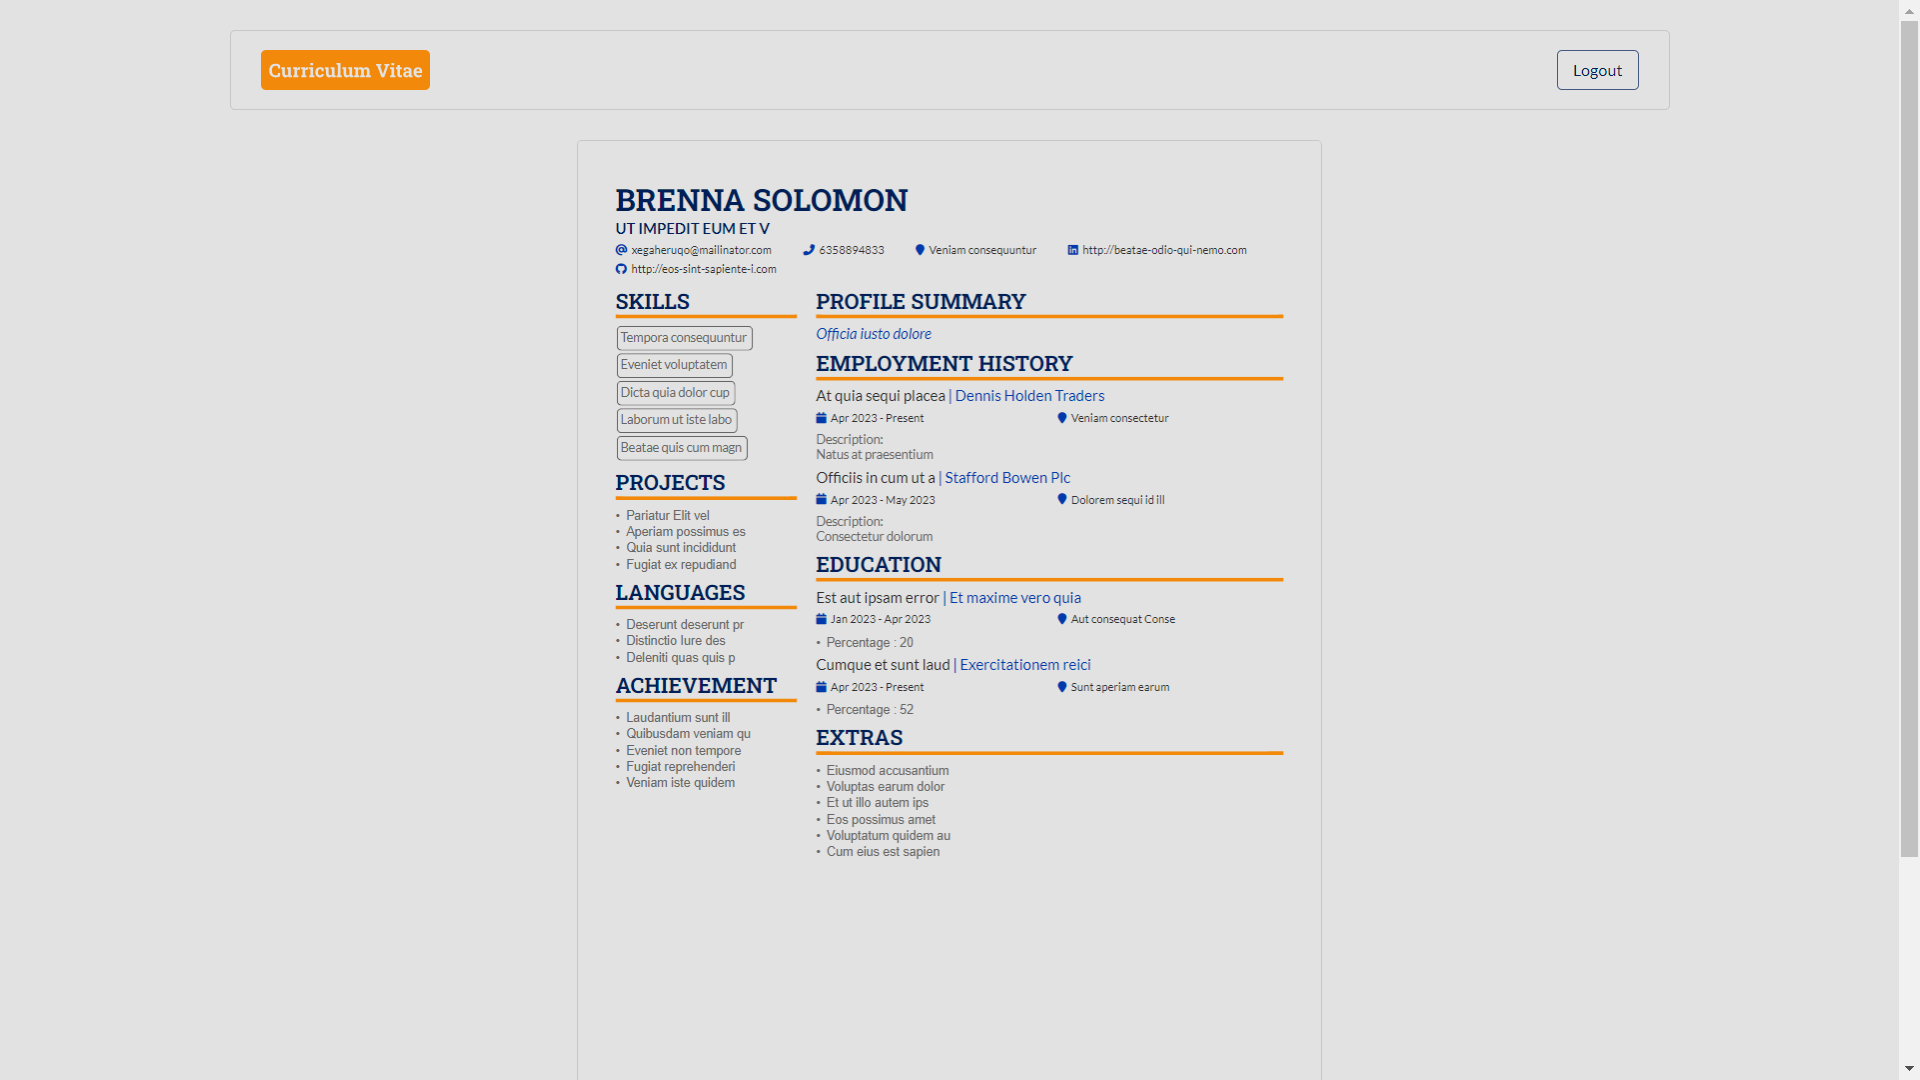 Curriculum Vitae
Logout
BRENNA SOLOMON
UT IMPEDIT EUM ET V
xegaheruqo@mailinator.com 6358894833 Veniam consequuntur http://beatae-odio-qui-nemo.com
http://eos-sint-sapiente-i.com
SKILLS
Tempora consequuntur
Eveniet voluptatem
Dicta quia dolor cup
Laborum ut iste labo
Beatae quis cum magn
PROJECTS
• Pariatur Elit vel
• Aperiam possimus es
• Quia sunt incididunt
• Fugiat ex repudiand
LANGUAGES
• Deserunt deserunt pr
• Distinctio Iure des
• Deleniti quas quis p
ACHIEVEMENT
• Laudantium sunt ill
• Quibusdam veniam qu
• Eveniet non tempore
• Fugiat reprehenderi
• Veniam iste quidem
PROFILE SUMMARY
Officia iusto dolore
EMPLOYMENT HISTORY
At quia sequi placea | Dennis Holden Traders
Apr 2023 - Present Veniam consectetur
Description:
Natus at praesentium
Officiis in cum ut a | Stafford Bowen Plc
Apr 2023 - May 2023 Dolorem sequi id ill
Description:
Consectetur dolorum
EDUCATION
Est aut ipsam error | Et maxime vero quia
Jan 2023 - Apr 2023 Aut consequat Conse
• Percentage : 20
Cumque et sunt laud | Exercitationem reici
Apr 2023 - Present Sunt aperiam earum
• Percentage : 52
EXTRAS
• Eiusmod accusantium
• Voluptas earum dolor
• Et ut illo autem ips
• Eos possimus amet
• Voluptatum quidem au
• Cum eius est sapien